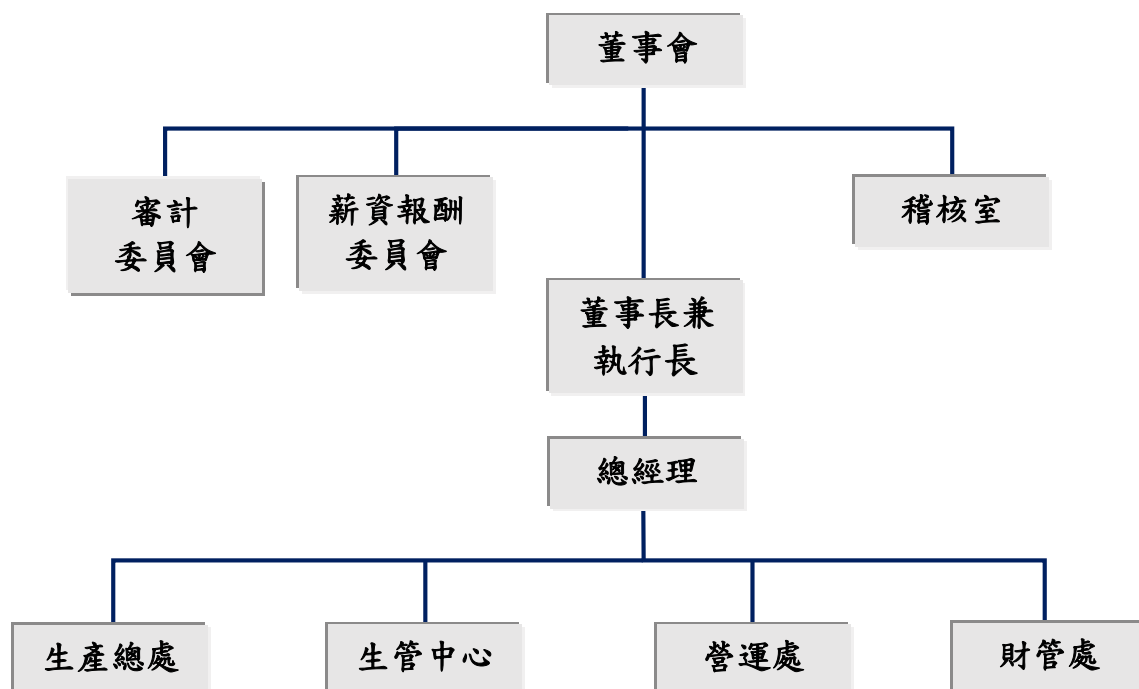 董事會
審計
委員會
薪資報酬
委員會
稽核室
董事長兼
執行長
總經理
生產總處
生管中心
營運處
財管處